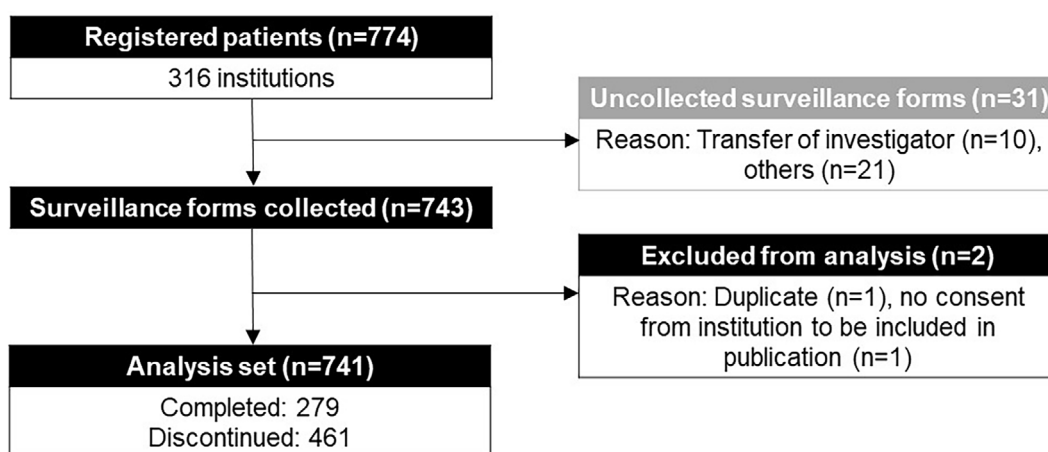 Registered patients (n=774)
316 institutions
Uncollected surveillance forms (n=31)
Reason: Transfer of investigator (n=10),
others (n=21)
Surveillance forms collected (n=743)
Excluded from analysis (n=2)
Reason: Duplicate (n=1), no consent
from institution to be included in
publication (n=1)
Analysis set (n=741)
Completed: 279
Discontinued: 461